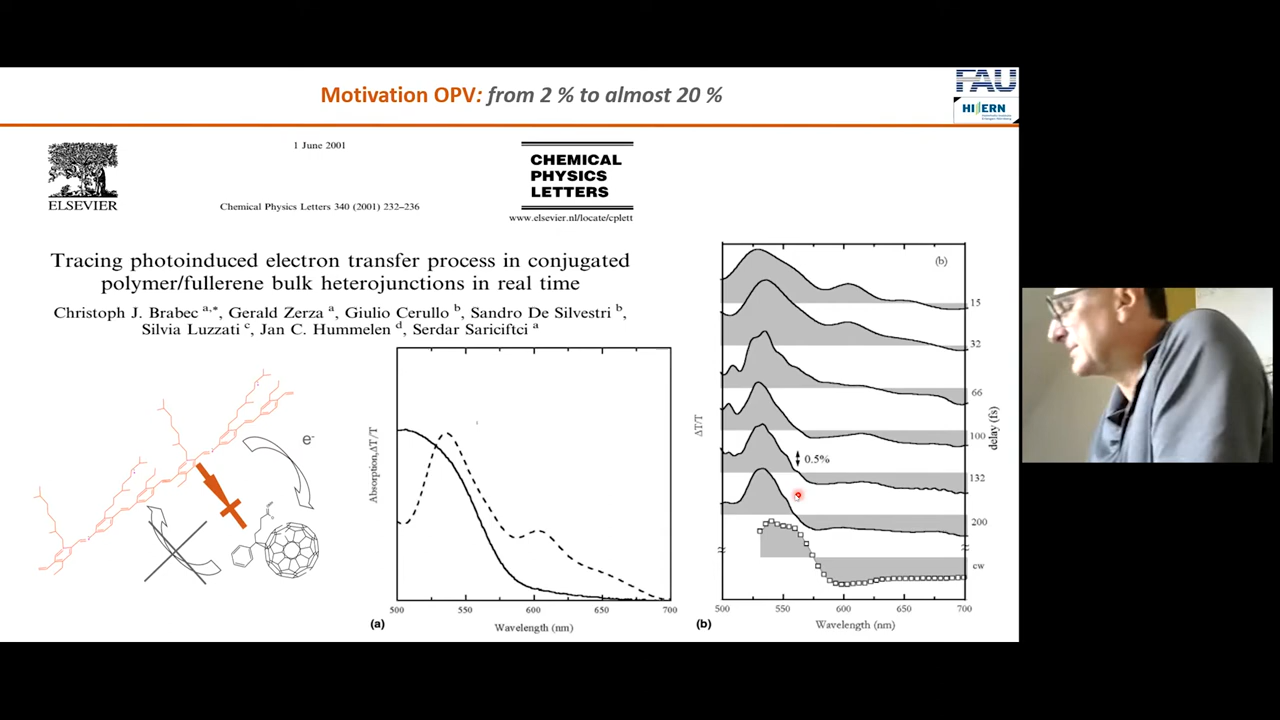 Motivation OPV: from 2 % to almost 20 %
FAU
HI ERN
1 June 2001
CHEMICAL
PHYSICS
LETTERS
ELSEVIER
Chemical Physics Letters 340 (2001) 232–236
www.elsevier.nl/locate/cplett
Tracing photoinduced electron transfer process in conjugated
polymer/fullerene bulk heterojunctions in real time
Christoph J. Brabec a,*, Gerald Zerza a, Giulio Cerullo b, Sandro De Silvestri b,
Silvia Luzzati c, Jan C. Hummelen d, Serdar Sariciftci a
e-
Absorption,ΔT/T
500 550 600 650 700
(a)
Wavelength (nm)
(b)
15
32
66
100
0.5%
132
200
cw
ΔT/T
delay (fs)
500 550 600 650 700
(b)
Wavelength (nm)